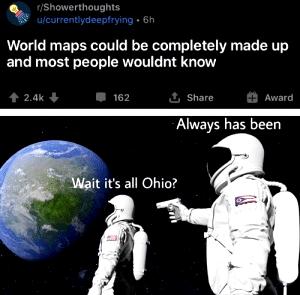 r/Showerthoughts
u/currentlydeepfrying • 6h
World maps could be completely made up
and most people wouldnt know
2.4k
162
Share
Award
Always has been
Wait it's all Ohio?